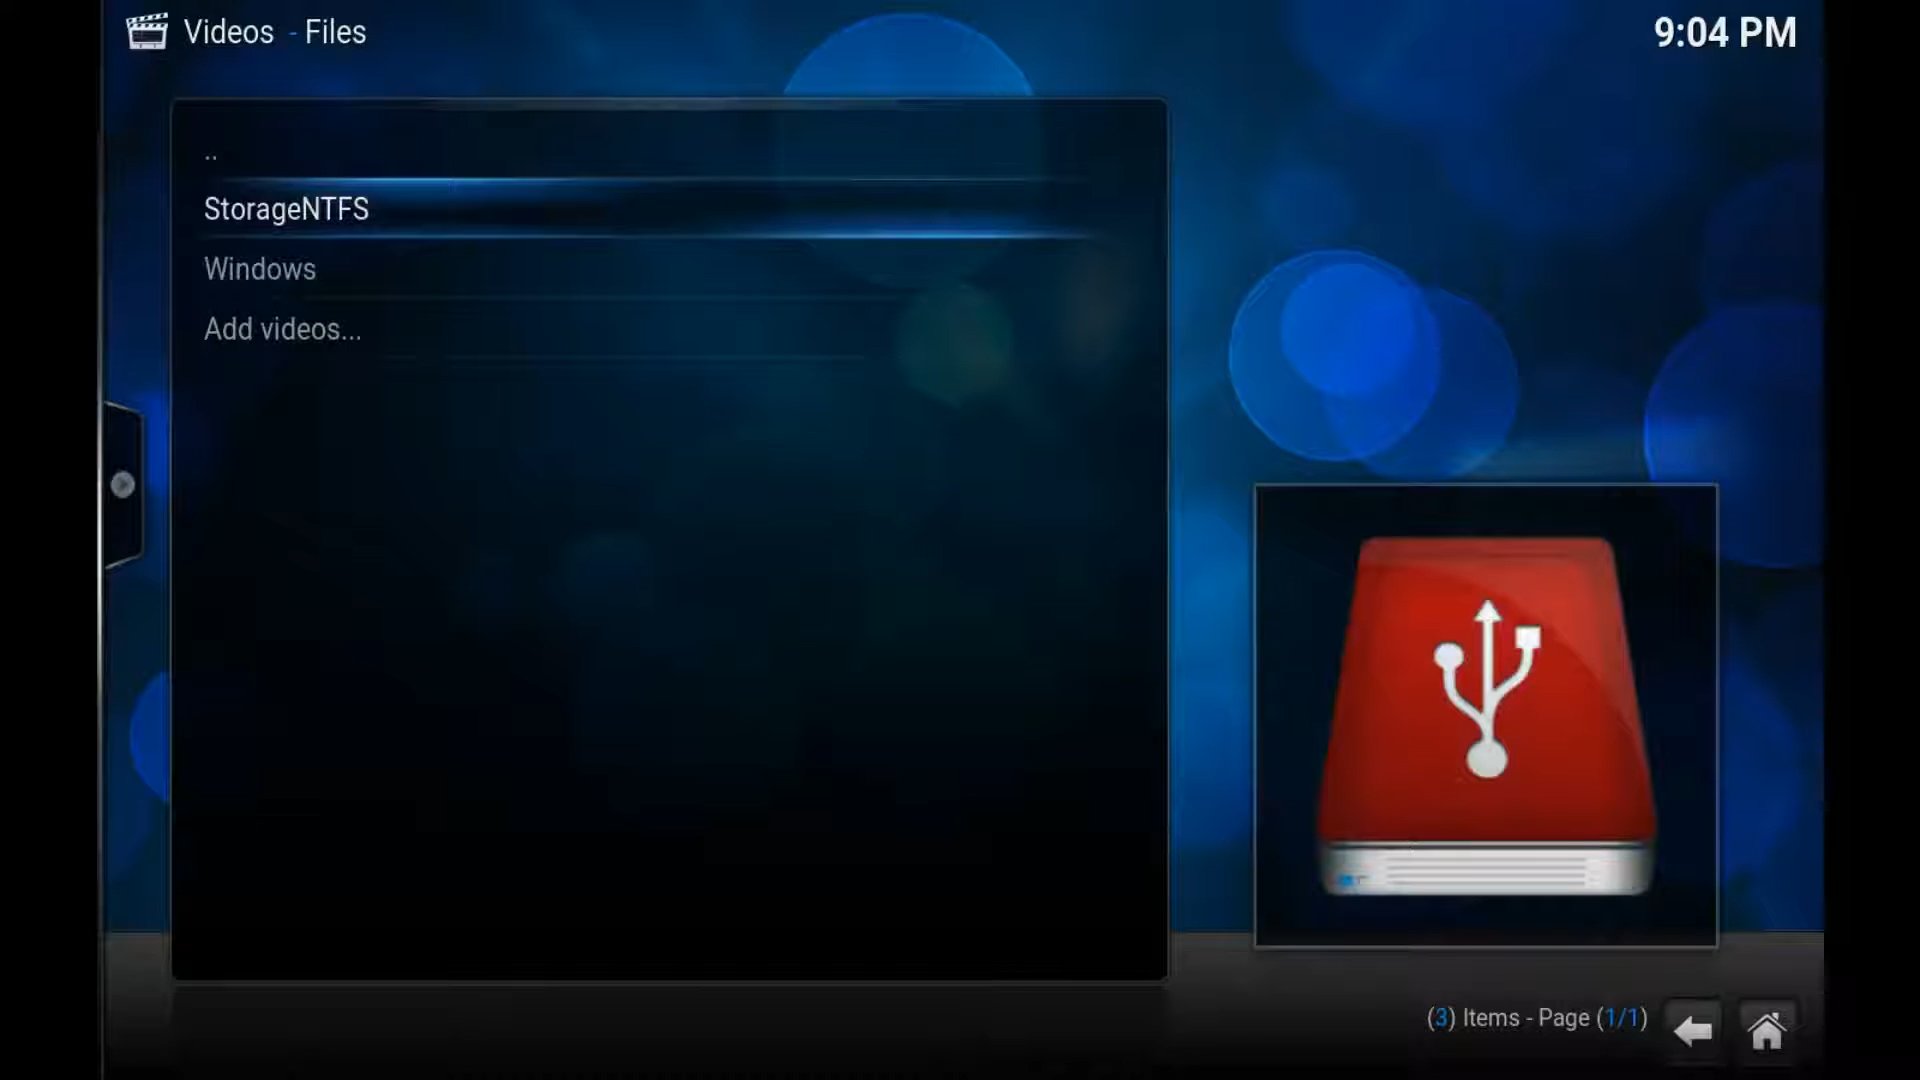 Videos - Files
9:04 PM
..
StorageNTFS
Windows
Add videos...
(3) Items - Page (1/1)